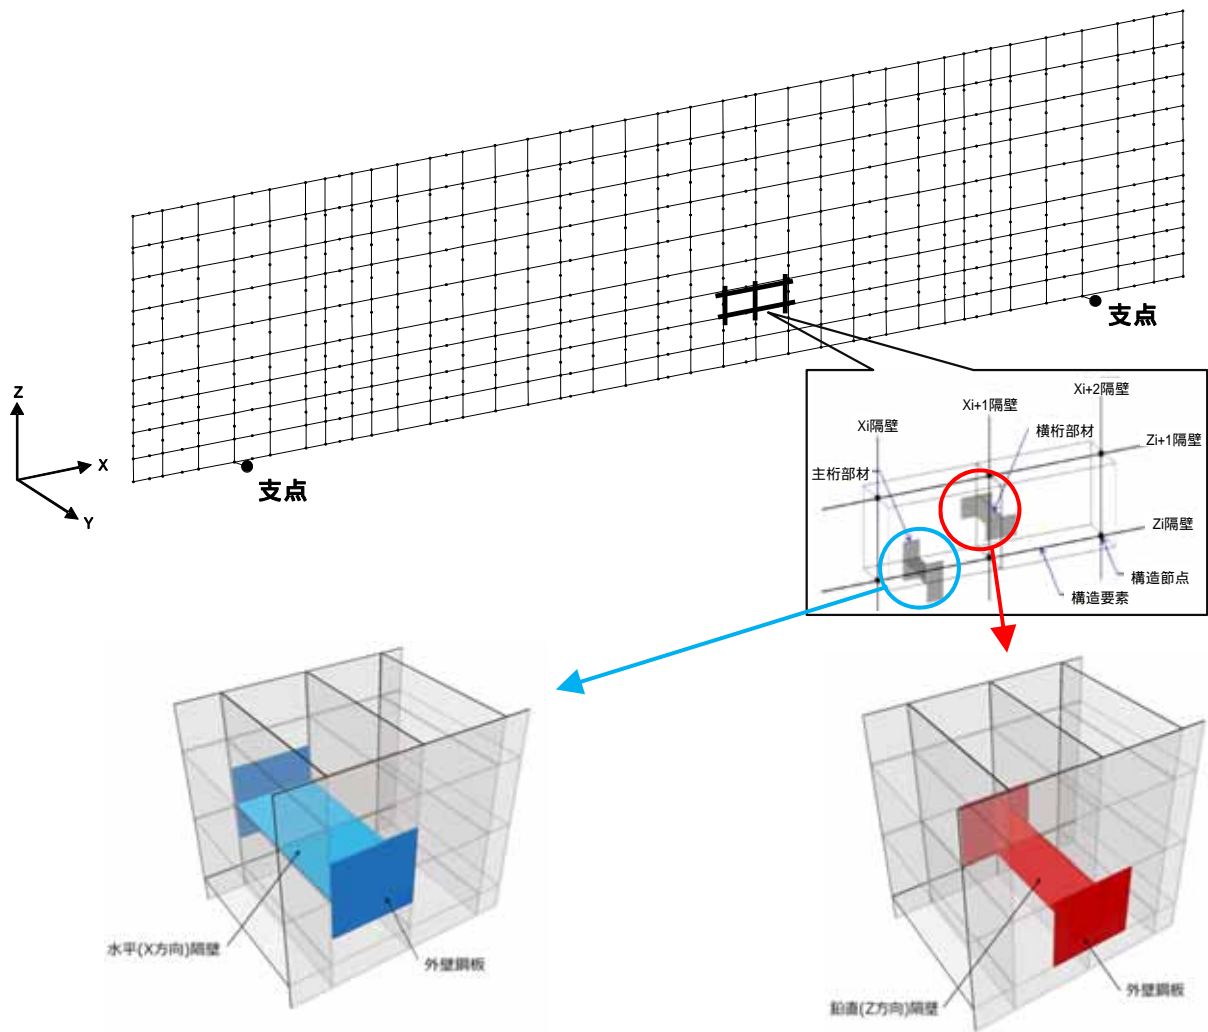 支点
Z
X
Y
支点
Xi+2隔壁
Xi+1隔壁
Xi隔壁
横桁部材
Zi+1隔壁
主桁部材
Zi隔壁
構造節点
構造要素
水平(X方向)隔壁
外壁鋼板
鉛直(Z方向)隔壁
外壁鋼板